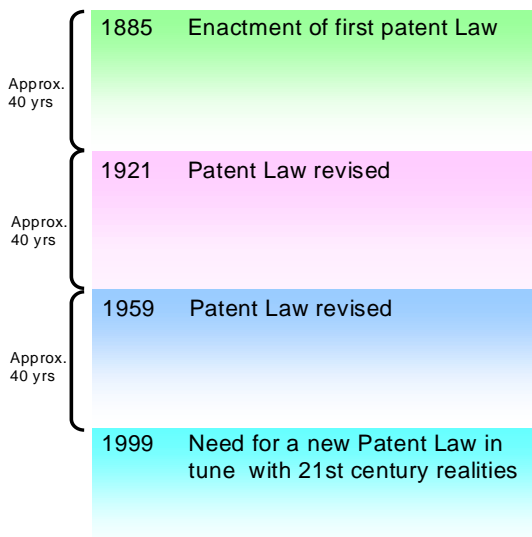 1885 Enactment of first patent Law
Approx.
40 yrs
1921 Patent Law revised
Approx.
40 yrs
1959 Patent Law revised
Approx.
40 yrs
1999 Need for a new Patent Law in
tune with 21st century realities